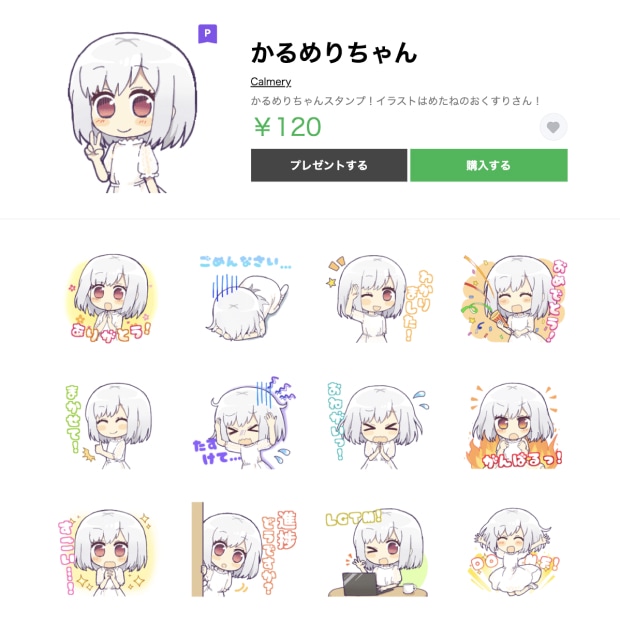 P
かるめりちゃん
Calmery
かるめりちゃんスタンプ！イラストはめたねのおくすりさん！
￥120
プレゼントする
購入する
ありがとう!
ごめんなさい...
わかりました!
おめでとう!
まかせて!
たすけて...
おねがい!
がんばるっ!
すごい......!
進捗どうですか?
LGTM!